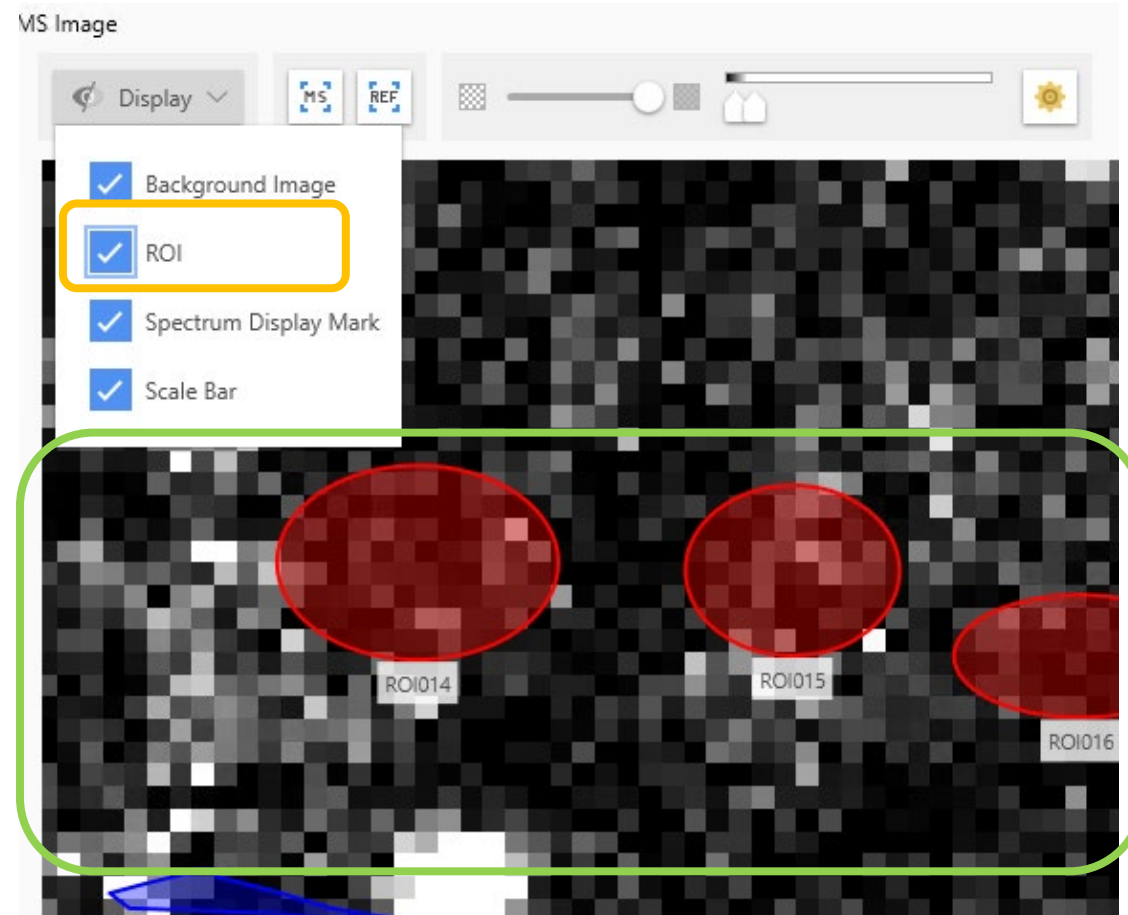 MS Image
Display
MS
REF
Background Image
ROI
Spectrum Display Mark
Scale Bar
ROI014
ROI015
ROI016